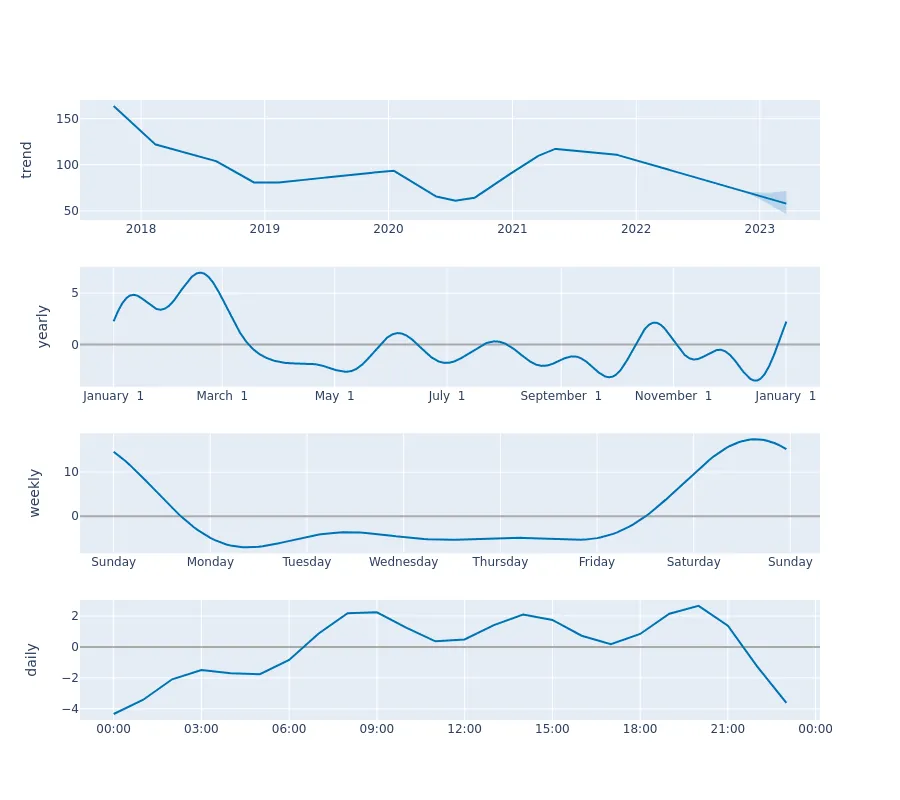 150
100
50
trend
2018 2019 2020 2021 2022 2023
5
0
yearly
January 1 March 1 May 1 July 1 September 1 November 1 January 1
10
0
weekly
Sunday Monday Tuesday Wednesday Thursday Friday Saturday Sunday
2
0
−2
−4
daily
00:00 03:00 06:00 09:00 12:00 15:00 18:00 21:00 00:00